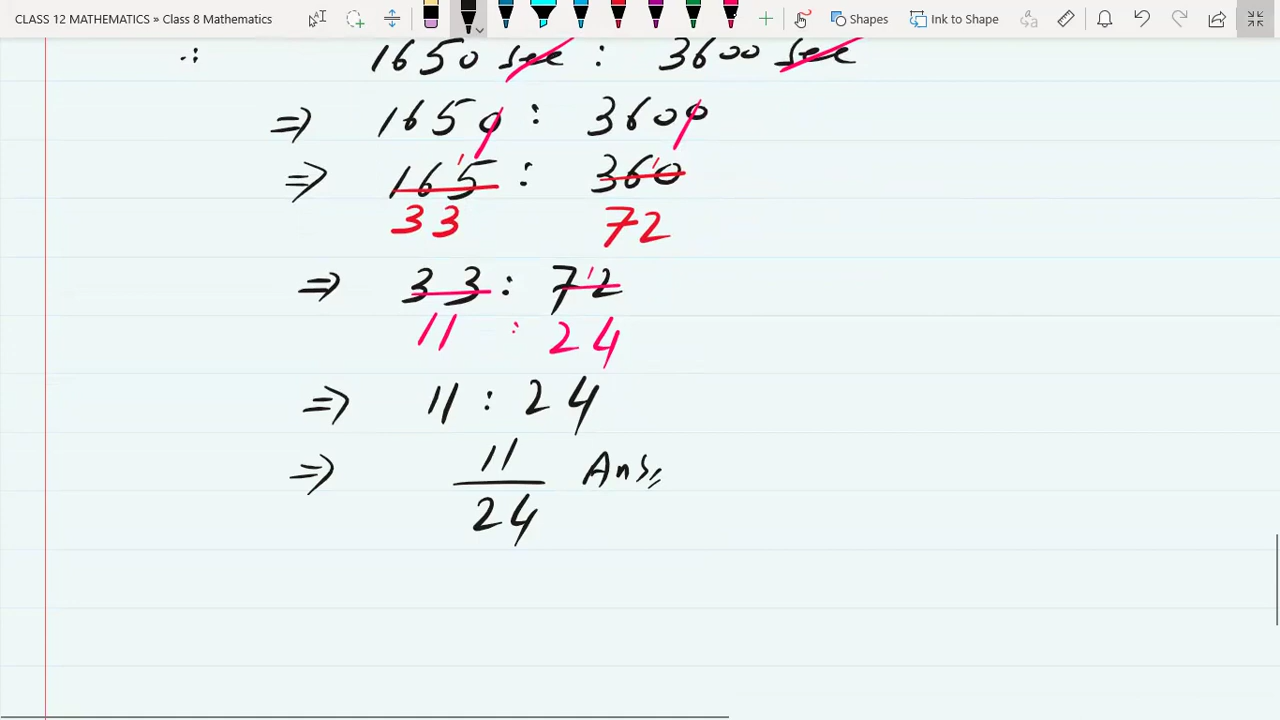 CLASS 12 MATHEMATICS » Class 8 Mathematics Shapes Ink to Shape
∴ 1650 sec : 3600 sec
⇒ 1650 : 3600
⇒ 165 : 360
33 72
⇒ 33 : 72
11 : 24
⇒ 11 : 24
⇒ 11/24 Ans